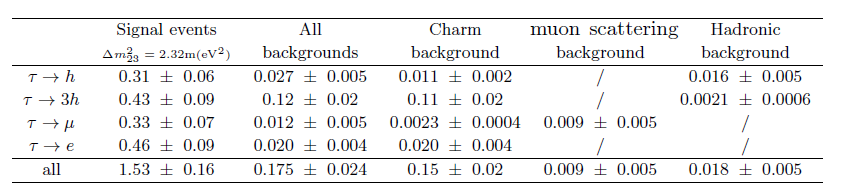 Signal events All Charm muon scattering Hadronic
Δm²₂₃ = 2.32m(eV²) backgrounds background background background
τ → h 0.31 ± 0.06 0.027 ± 0.005 0.011 ± 0.002 / 0.016 ± 0.005
τ → 3h 0.43 ± 0.09 0.12 ± 0.02 0.11 ± 0.02 / 0.0021 ± 0.0006
τ → μ 0.33 ± 0.07 0.012 ± 0.005 0.0023 ± 0.0004 0.009 ± 0.005 /
τ → e 0.46 ± 0.09 0.020 ± 0.004 0.020 ± 0.004 / /
all 1.53 ± 0.16 0.175 ± 0.024 0.15 ± 0.02 0.009 ± 0.005 0.018 ± 0.005